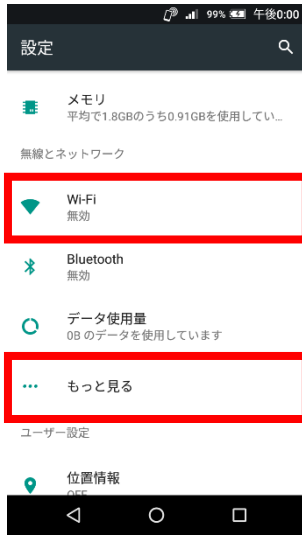 99% 午後0:00
設定
メモリ
平均で1.8GBのうち0.91GBを使用してい...
無線とネットワーク
Wi-Fi
無効
Bluetooth
無効
データ使用量
0B のデータを使用しています
もっと見る
ユーザー設定
位置情報
OFF